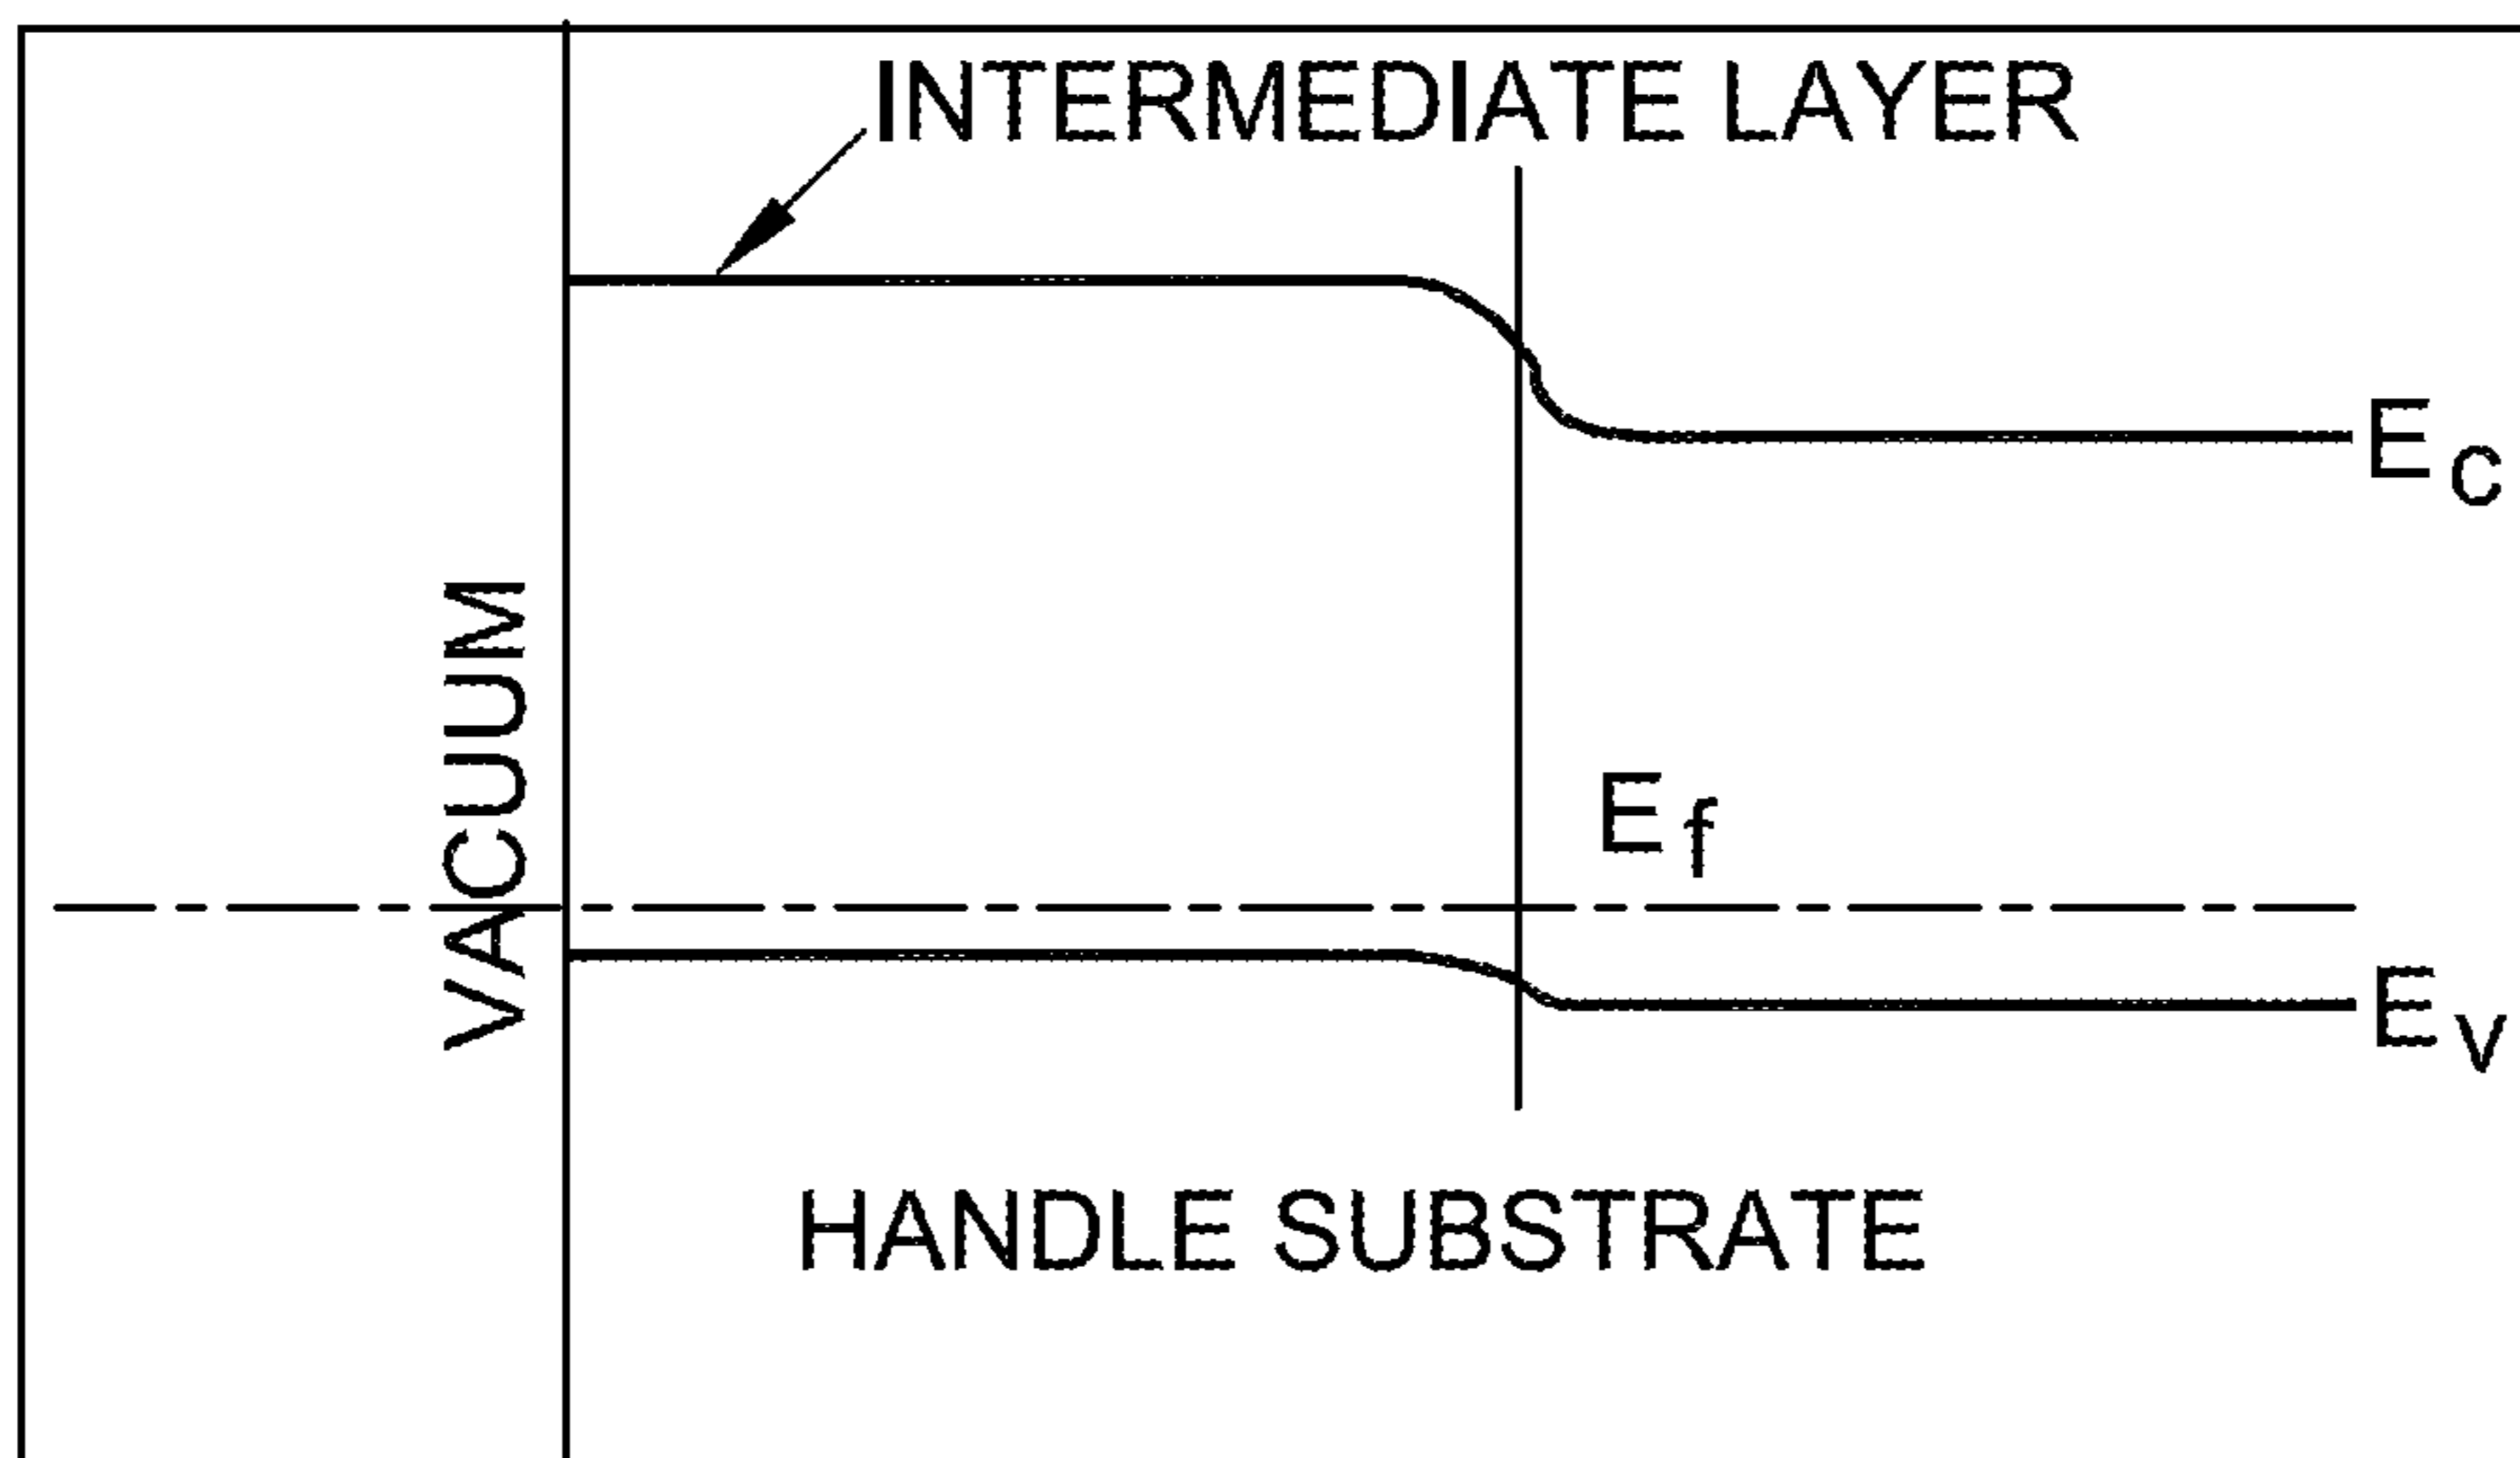 INTERMEDIATE LAYER
Ec
VACUUM
Ef
Ev
HANDLE SUBSTRATE